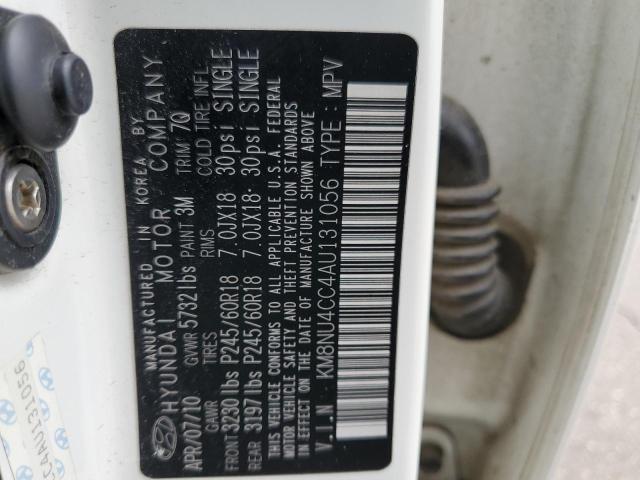 MANUFACTURED IN KOREA BY
HYUNDAI MOTOR COMPANY
APR/07/10 GVWR 5732lbs PAINT 3M TRIM 7Q
GAWR TIRES RIMS COLD TIRE INFL.
FRONT 3230 lbs P245/60R18 7.0JX18 30psi SINGLE
REAR 3197 lbs P245/60R18 7.0JX18 30psi SINGLE
THIS VEHICLE CONFORMS TO ALL APPLICABLE U.S.A. FEDERAL
MOTOR VEHICLE SAFETY AND THEFT PREVENTION STANDARDS
IN EFFECT ON THE DATE OF MANUFACTURE SHOWN ABOVE
V.I.N : KM8NU4CC4AU131056 TYPE : MPV
CC4AU131056